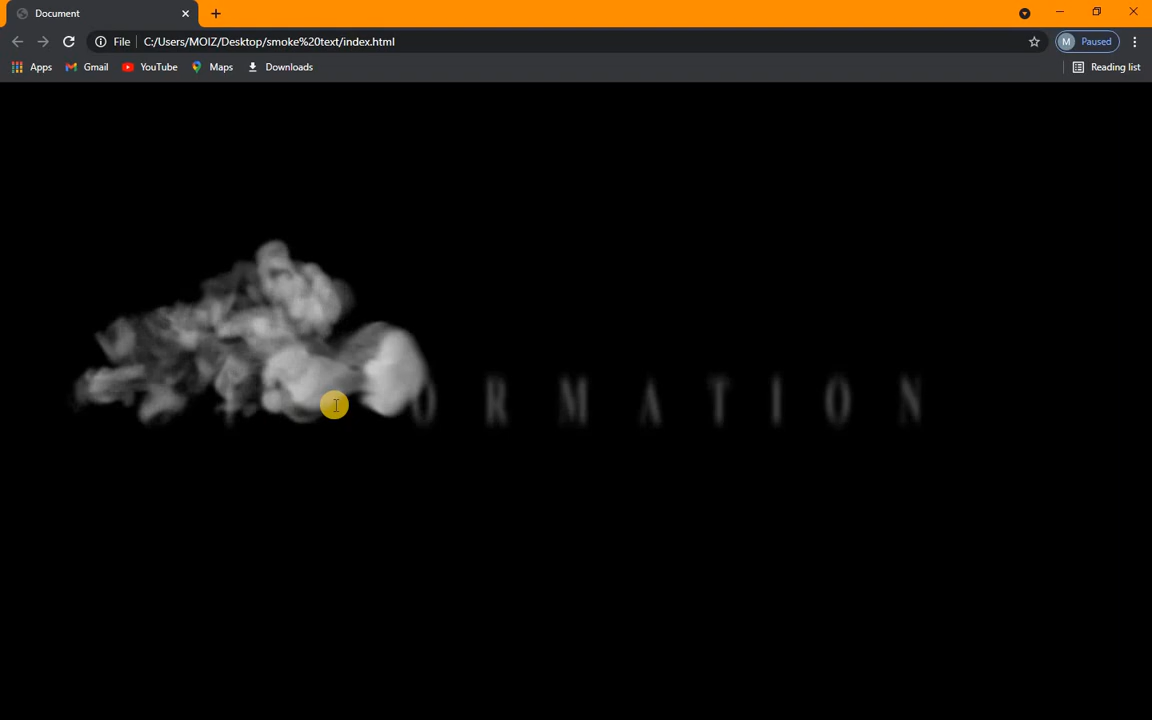 Document
File C:/Users/MOIZ/Desktop/smoke%20text/index.html
M Paused
Apps Gmail YouTube Maps Downloads Reading list
O R M A T I O N